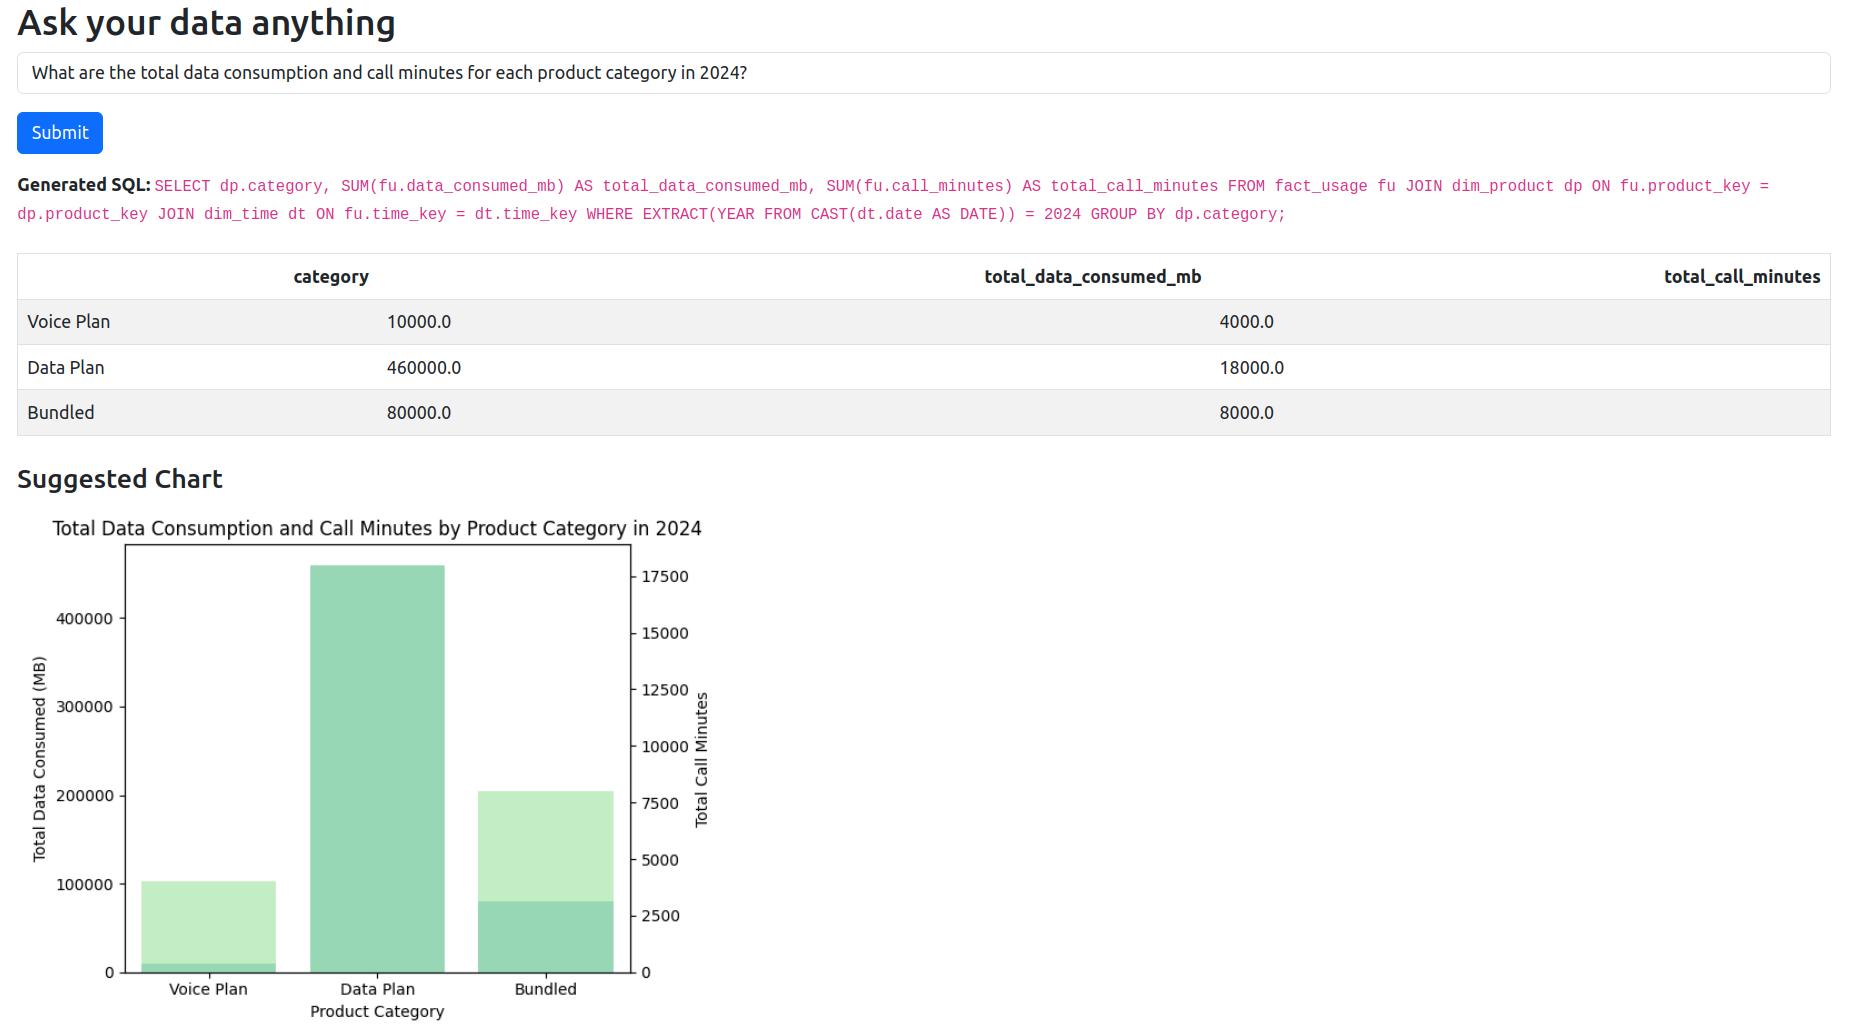 Ask your data anything
What are the total data consumption and call minutes for each product category in 2024?
Submit
Generated SQL: SELECT dp.category, SUM(fu.data_consumed_mb) AS total_data_consumed_mb, SUM(fu.call_minutes) AS total_call_minutes FROM fact_usage fu JOIN dim_product dp ON fu.product_key =
dp.product_key JOIN dim_time dt ON fu.time_key = dt.time_key WHERE EXTRACT(YEAR FROM CAST(dt.date AS DATE)) = 2024 GROUP BY dp.category;
category total_data_consumed_mb total_call_minutes
Voice Plan 10000.0 4000.0
Data Plan 460000.0 18000.0
Bundled 80000.0 8000.0
Suggested Chart
Total Data Consumption and Call Minutes by Product Category in 2024
Total Data Consumed (MB)
400000
300000
200000
100000
0
17500
15000
12500
10000
7500
5000
2500
0
Total Call Minutes
Voice Plan Data Plan Bundled
Product Category